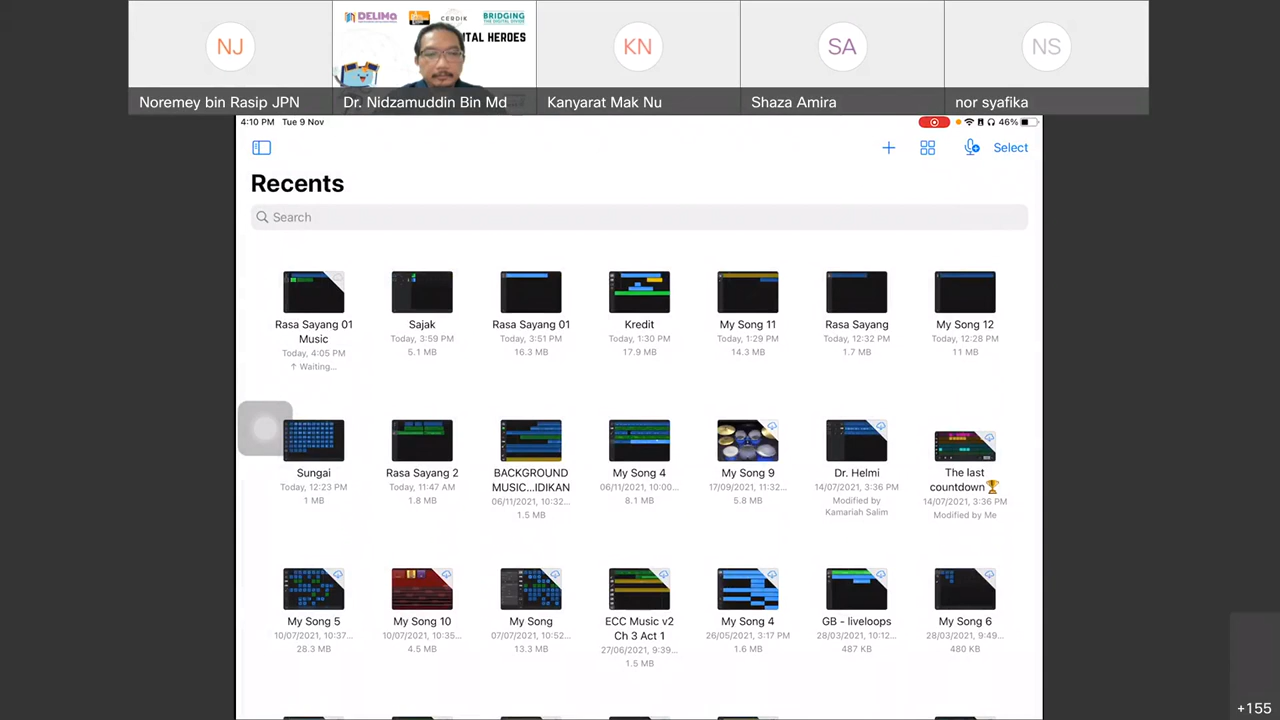 NJ
DELIMa
CERDIK
BRIDGING
THE DIGITAL DIVIDE
ITAL HEROES
KN
SA
NS
Noremey bin Rasip JPN
Dr. Nidzamuddin Bin Md
Kanyarat Mak Nu
Shaza Amira
nor syafika
4:10 PM Tue 9 Nov
46%
Select
Recents
Search
Rasa Sayang 01
Music
Today, 4:05 PM
↑ Waiting...
Sajak
Today, 3:59 PM
5.1 MB
Rasa Sayang 01
Today, 3:51 PM
16.3 MB
Kredit
Today, 1:30 PM
17.9 MB
My Song 11
Today, 1:29 PM
14.3 MB
Rasa Sayang
Today, 12:32 PM
1.7 MB
My Song 12
Today, 12:28 PM
11 MB
Sungai
Today, 12:23 PM
1 MB
Rasa Sayang 2
Today, 11:47 AM
1.8 MB
BACKGROUND
MUSIC...IDIKAN
06/11/2021, 10:32...
1.5 MB
My Song 4
06/11/2021, 10:00...
8.1 MB
My Song 9
17/09/2021, 11:32...
5.8 MB
Dr. Helmi
14/07/2021, 3:36 PM
Modified by
Kamariah Salim
The last
countdown🏆
14/07/2021, 3:36 PM
Modified by Me
My Song 5
10/07/2021, 10:37...
28.3 MB
My Song 10
10/07/2021, 10:35...
4.5 MB
My Song
07/07/2021, 10:52...
13.3 MB
ECC Music v2
Ch 3 Act 1
27/06/2021, 9:39...
1.5 MB
My Song 4
26/05/2021, 3:17 PM
1.6 MB
GB - liveloops
28/03/2021, 10:12...
487 KB
My Song 6
28/03/2021, 9:49...
480 KB
+155